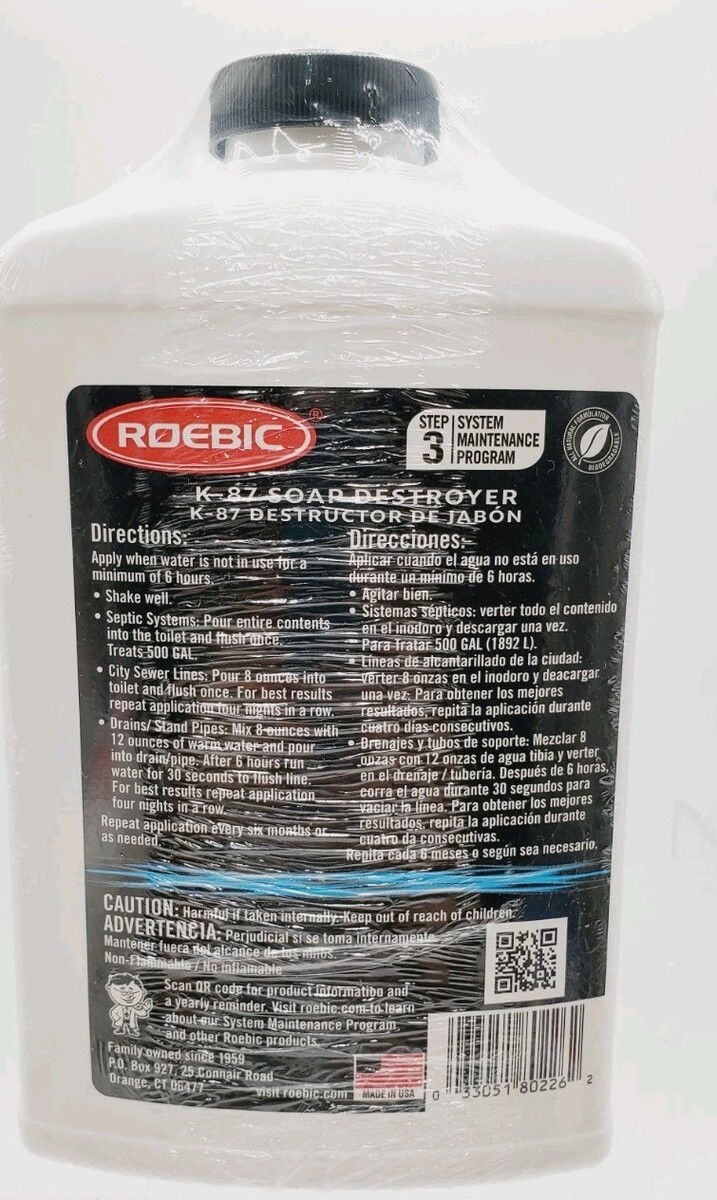 ROEBIC®
STEP 3
SYSTEM
MAINTENANCE
PROGRAM
ALL NATURAL FORMULATION
BIODEGRADABLE
K-87 SOAP DESTROYER
K-87 DESTRUCTOR DE JABÓN
Directions:
Apply when water is not in use for a
minimum of 6 hours.
• Shake well.
• Septic Systems: Pour entire contents
into the toilet and flush once.
Treats 500 GAL.
• City Sewer Lines: Pour 8 ounces into
toilet and flush once. For best results
repeat application four nights in a row.
• Drains/ Stand Pipes: Mix 8 ounces with
12 ounces of warm water and pour
into drain/pipe. After 6 hours run
water for 30 seconds to flush line.
For best results repeat application
four nights in a row.
Repeat application every six months or
as needed.
Direcciones:
Aplicar cuando el agua no está en uso
durante un mínimo de 6 horas.
• Agitar bien.
• Sistemas sépticos: verter todo el contenido
en el inodoro y descargar una vez.
Para Tratar 500 GAL (1892 L).
• Líneas de alcantarillado de la ciudad:
verter 8 onzas en el inodoro y deacargar
una vez. Para obtener los mejores
resultados, repita la aplicación durante
cuatro días consecutivos.
• Drenajes y tubos de soporte: Mezclar 8
onzas con 12 onzas de agua tibia y verter
en el drenaje / tubería. Después de 6 horas,
corra el agua durante 30 segundos para
vaciar la línea. Para obtener los mejores
resultados, repita la aplicación durante
cuatro da consecutivas.
Repita cada 6 meses o según sea necesario.
CAUTION: Harmful if taken internally. Keep out of reach of children.
ADVERTENCIA: Perjudicial si se toma internamente.
Mantener fuera del alcance de los niños.
Non-Flammable / No inflamable
Scan QR code for product information and
a yearly reminder. Visit roebic.com to learn
about our System Maintenance Program
and other Roebic products.
Family owned since 1959
P.O. Box 927, 25 Connair Road
Orange, CT 06477
visit roebic.com
MADE IN USA
0 33051 80226 2